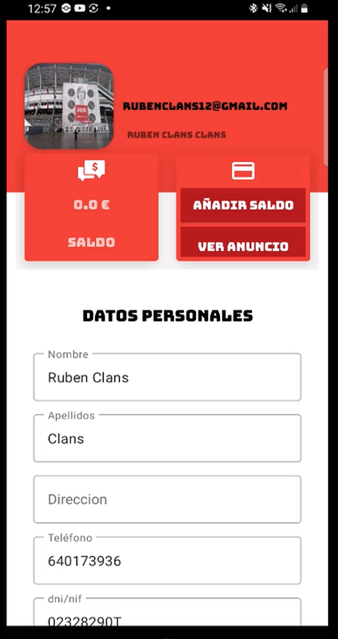 12:57
RUBENCLANS12@GMAIL.COM
RUBEN CLANS CLANS
$
0.0 €
SALDO
AÑADIR SALDO
VER ANUNCIO
DATOS PERSONALES
Nombre
Ruben Clans
Apellidos
Clans
Direccion
Teléfono
640173936
dni/nif
02328290T